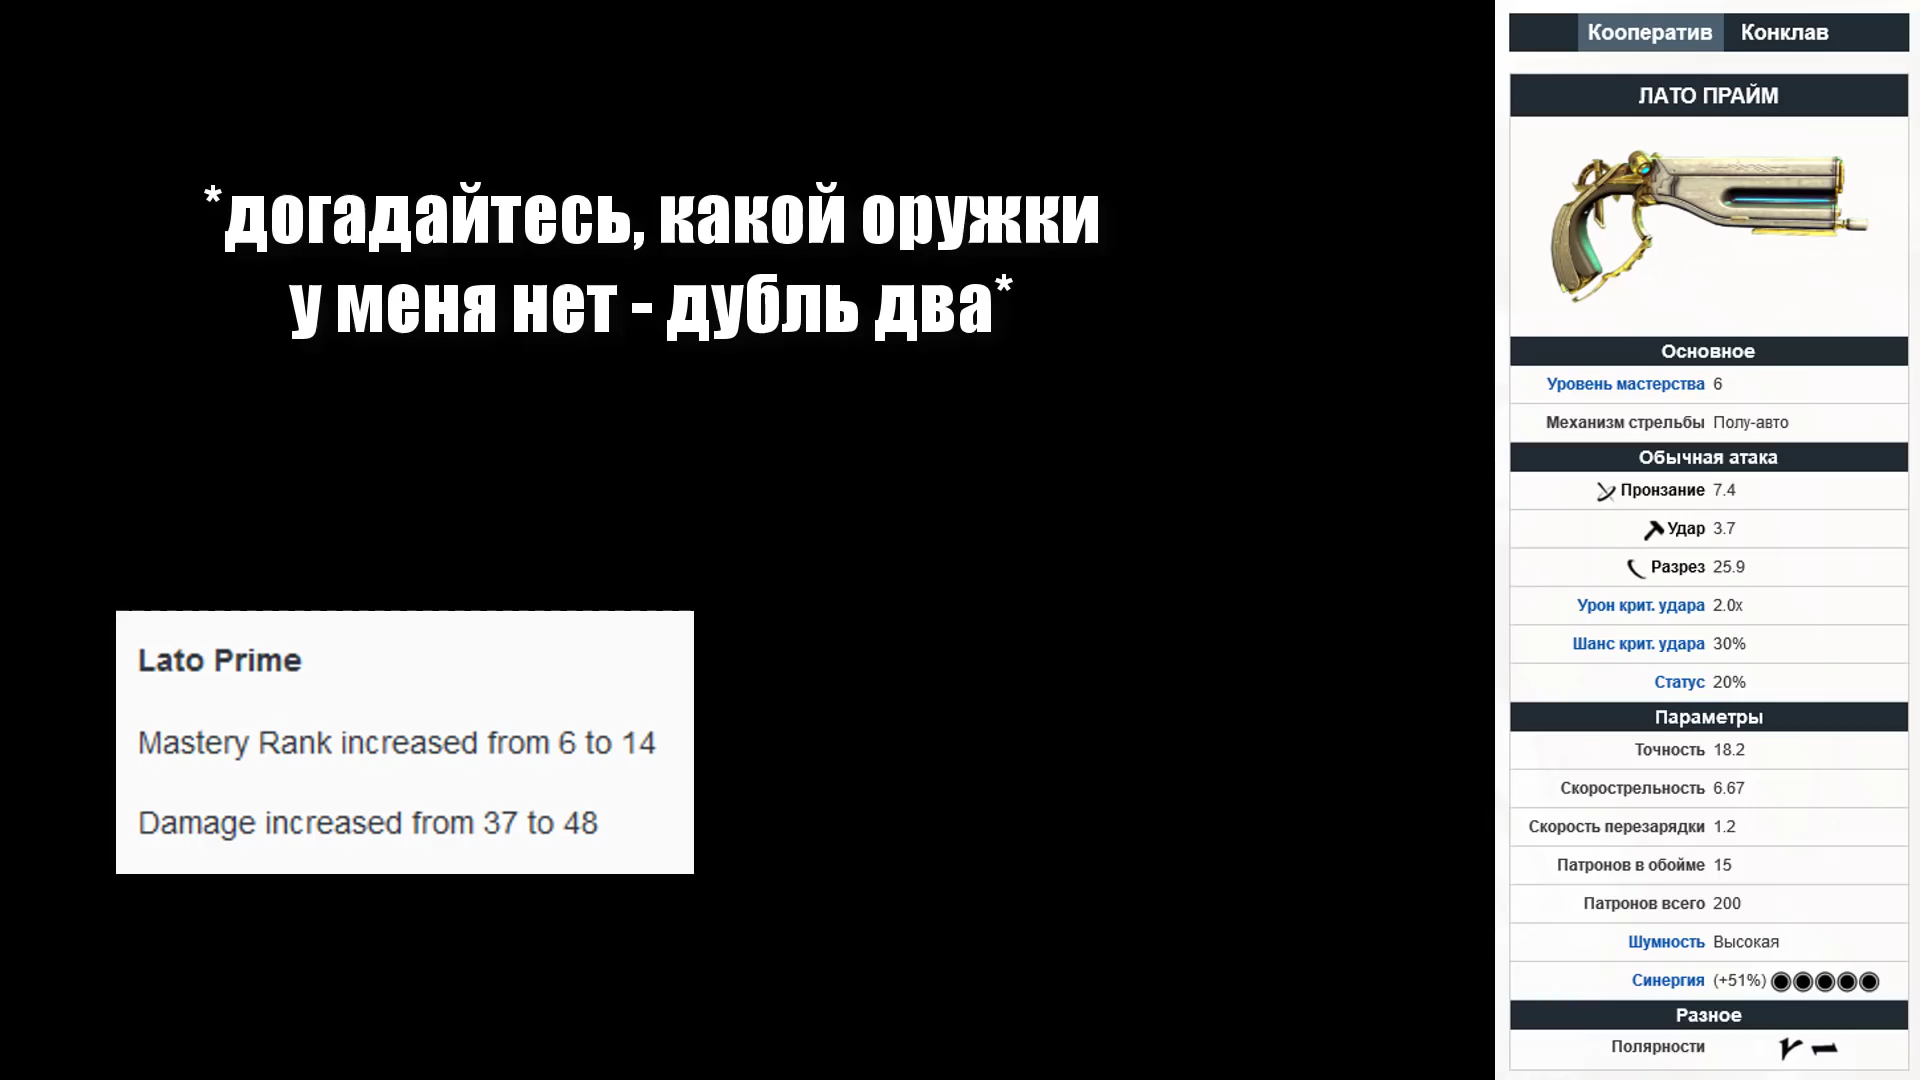 *догадайтесь, какой оружки
у меня нет - дубль два*
Lato Prime
Mastery Rank increased from 6 to 14
Damage increased from 37 to 48
Кооператив Конклав
ЛАТО ПРАЙМ
Основное
Уровень мастерства 6
Механизм стрельбы Полу-авто
Обычная атака
Пронзание 7.4
Удар 3.7
Разрез 25.9
Урон крит. удара 2.0x
Шанс крит. удара 30%
Статус 20%
Параметры
Точность 18.2
Скорострельность 6.67
Скорость перезарядки 1.2
Патронов в обойме 15
Патронов всего 200
Шумность Высокая
Синергия (+51%)
Разное
Полярности